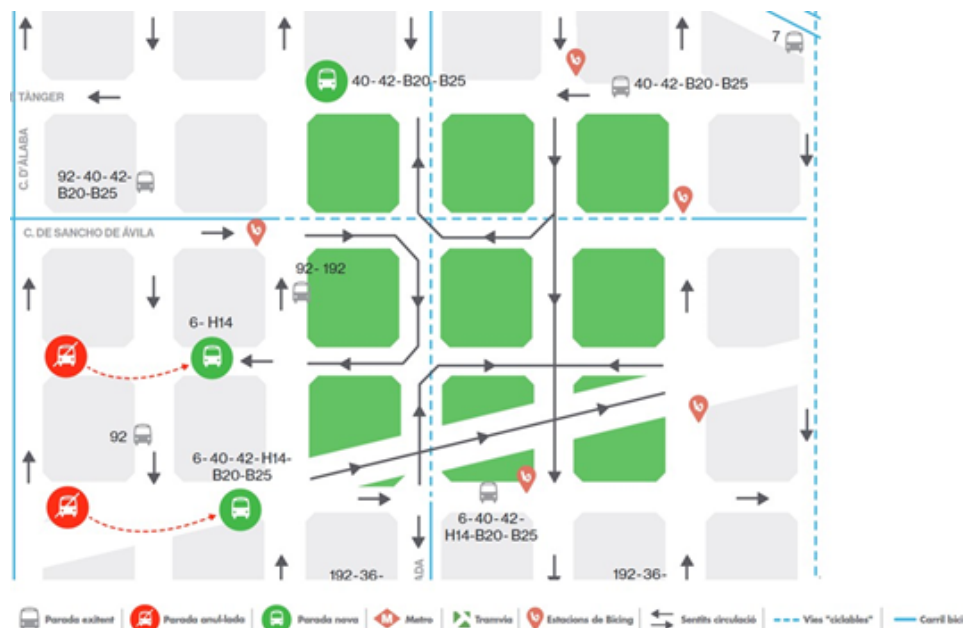 7
40-42-B20-B25
40-42-B20-B25
TÀNGER
C. D'ÀLABA
92-40-42-
B20-B25
C. DE SANCHO DE ÁVILA
92-192
6-H14
92
6-40-42-H14-
B20-B25
6-40-42-
H14-B20-B25
192-36-
ADA
192-36-
Parada exitent
Parada anul·lada
Parada nova
M
Metro
Tramvia
Estacions de Bicing
Sentits circulació
Vies "ciclables"
Carril bici